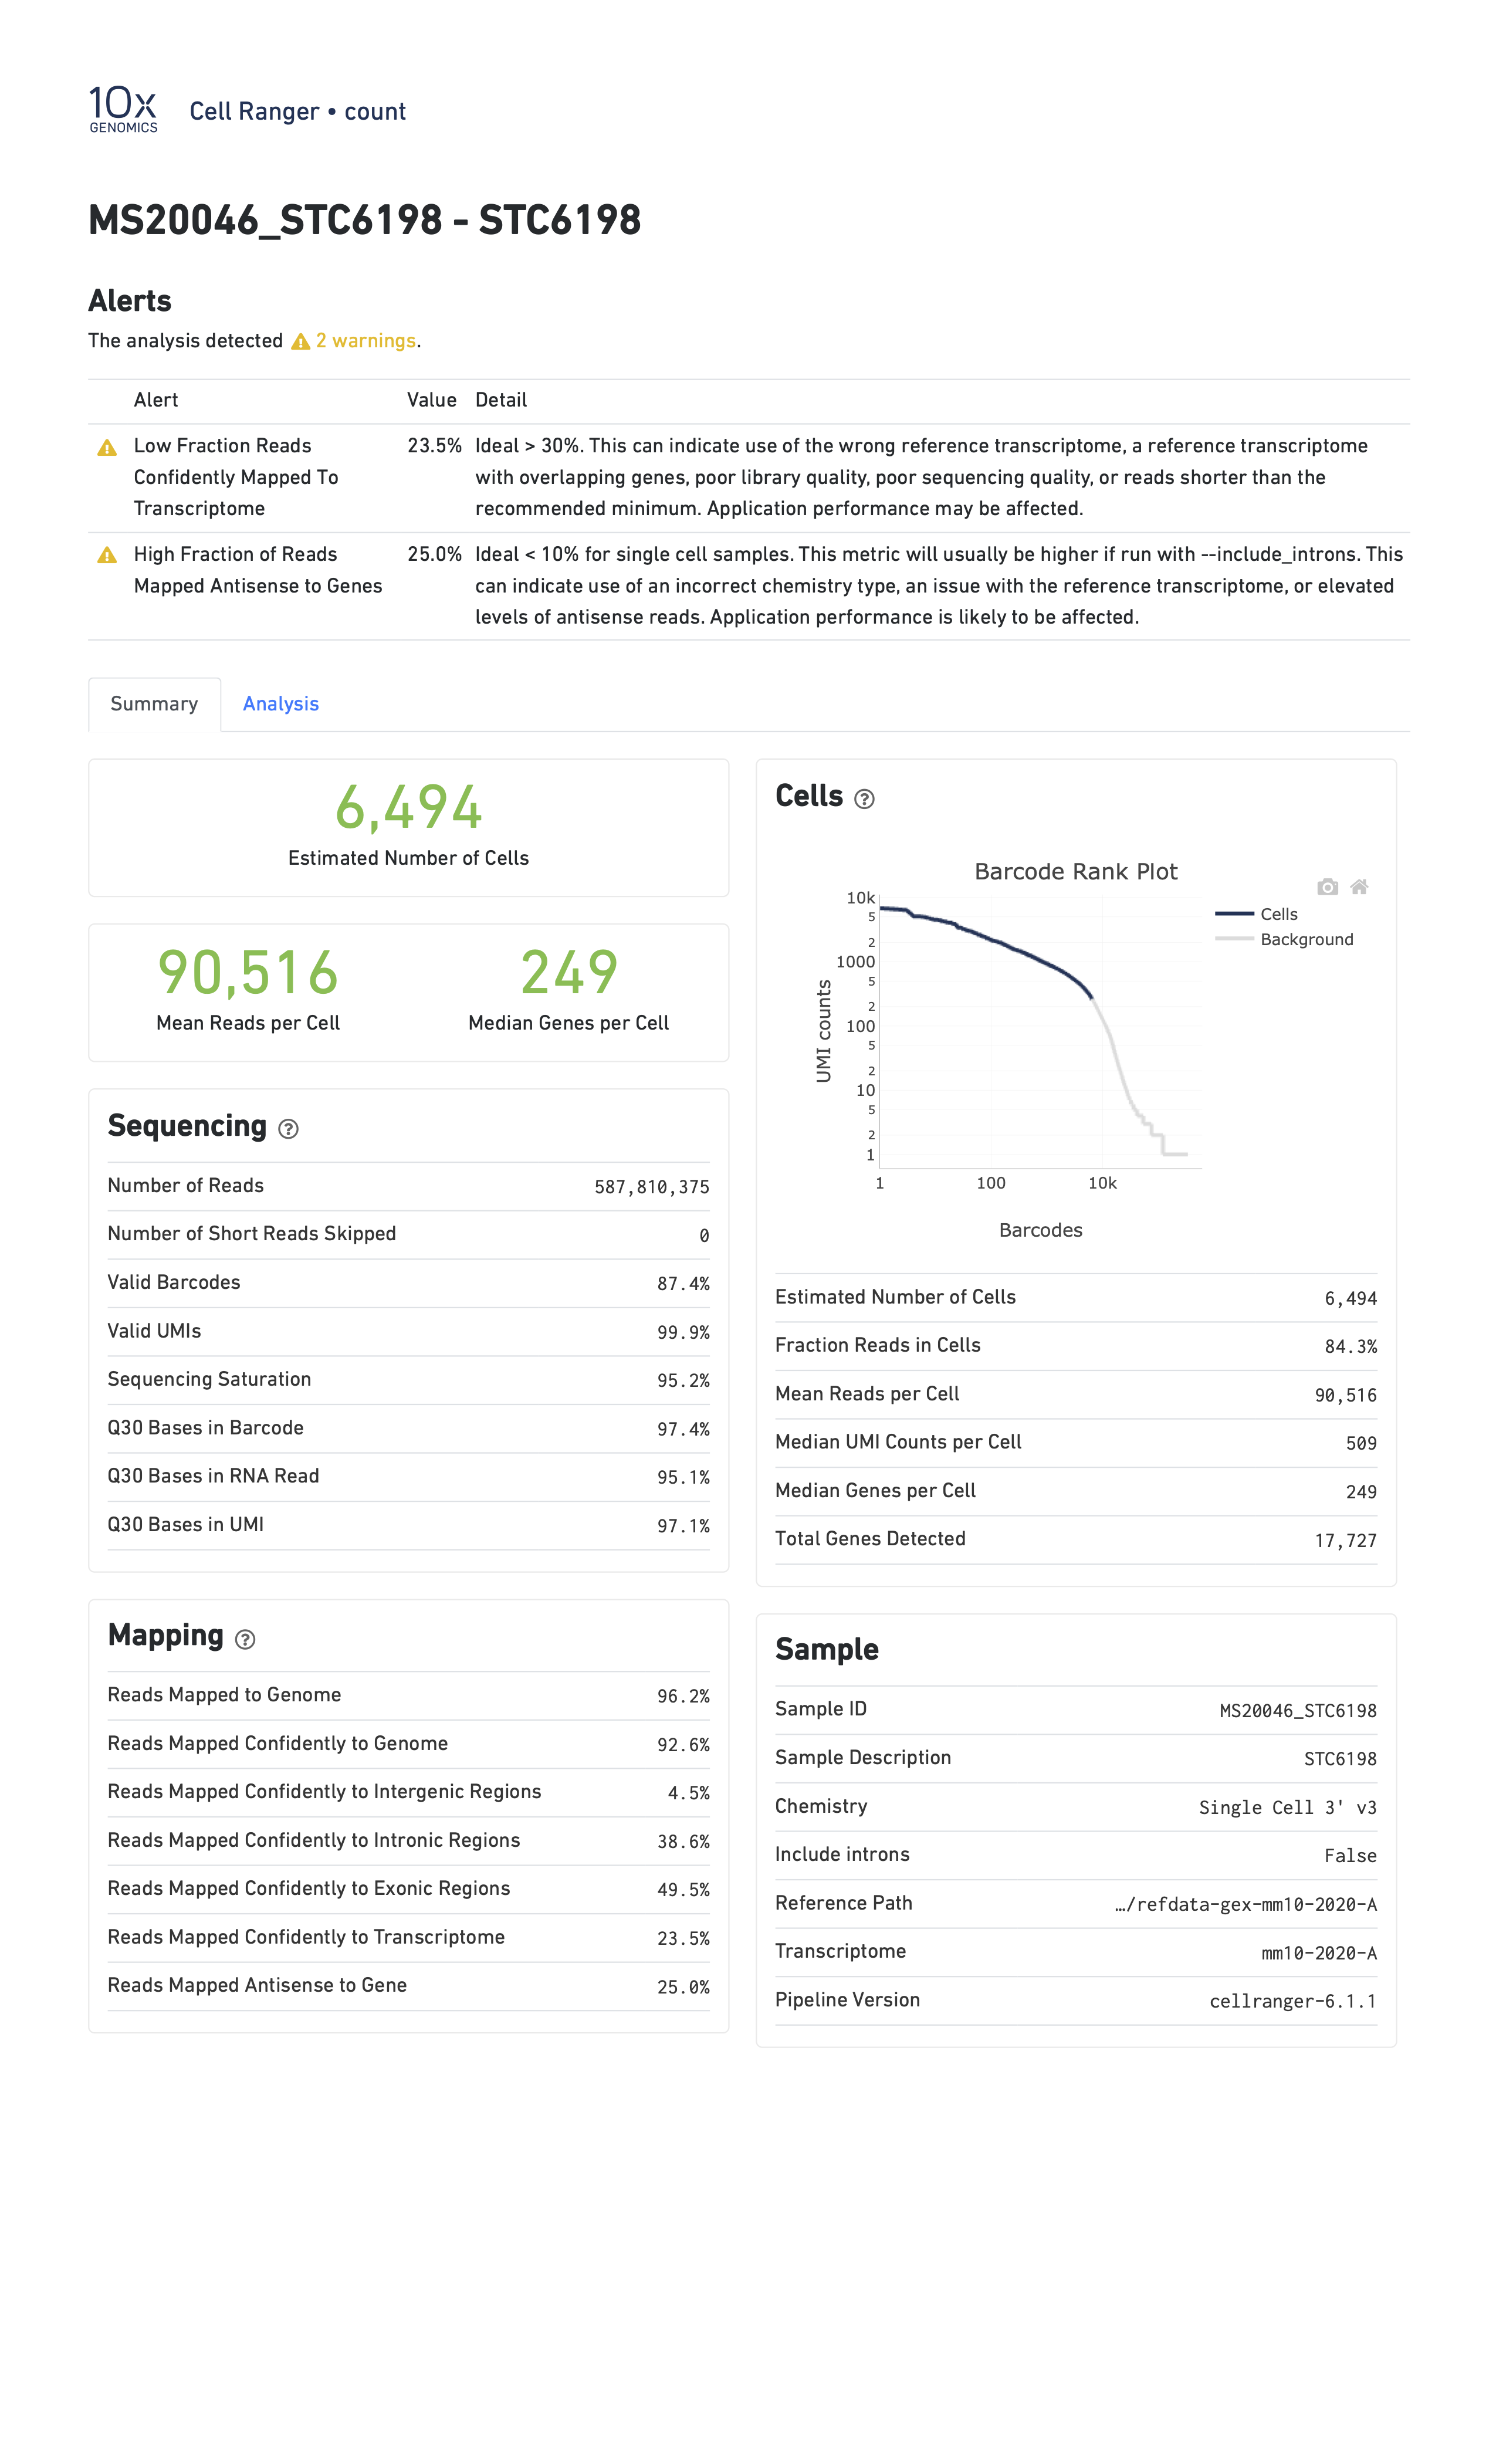 10x
GENOMICS
Cell Ranger • count
MS20046_STC6198 - STC6198
Alerts
The analysis detected 2 warnings.
Alert Value Detail
Low Fraction Reads Confidently Mapped To Transcriptome 23.5% Ideal > 30%. This can indicate use of the wrong reference transcriptome, a reference transcriptome
with overlapping genes, poor library quality, poor sequencing quality, or reads shorter than the
recommended minimum. Application performance may be affected.
High Fraction of Reads Mapped Antisense to Genes 25.0% Ideal < 10% for single cell samples. This metric will usually be higher if run with --include_introns. This
can indicate use of an incorrect chemistry type, an issue with the reference transcriptome, or elevated
levels of antisense reads. Application performance is likely to be affected.
Summary Analysis
6,494
Estimated Number of Cells
90,516 249
Mean Reads per Cell Median Genes per Cell
Sequencing ?
Number of Reads 587,810,375
Number of Short Reads Skipped 0
Valid Barcodes 87.4%
Valid UMIs 99.9%
Sequencing Saturation 95.2%
Q30 Bases in Barcode 97.4%
Q30 Bases in RNA Read 95.1%
Q30 Bases in UMI 97.1%
Mapping ?
Reads Mapped to Genome 96.2%
Reads Mapped Confidently to Genome 92.6%
Reads Mapped Confidently to Intergenic Regions 4.5%
Reads Mapped Confidently to Intronic Regions 38.6%
Reads Mapped Confidently to Exonic Regions 49.5%
Reads Mapped Confidently to Transcriptome 23.5%
Reads Mapped Antisense to Gene 25.0%
Cells ?
Barcode Rank Plot
Cells
Background
10k
5
2
1000
5
2
100
5
2
10
5
2
1
UMI counts
1 100 10k
Barcodes
Estimated Number of Cells 6,494
Fraction Reads in Cells 84.3%
Mean Reads per Cell 90,516
Median UMI Counts per Cell 509
Median Genes per Cell 249
Total Genes Detected 17,727
Sample
Sample ID MS20046_STC6198
Sample Description STC6198
Chemistry Single Cell 3' v3
Include introns False
Reference Path …/refdata-gex-mm10-2020-A
Transcriptome mm10-2020-A
Pipeline Version cellranger-6.1.1